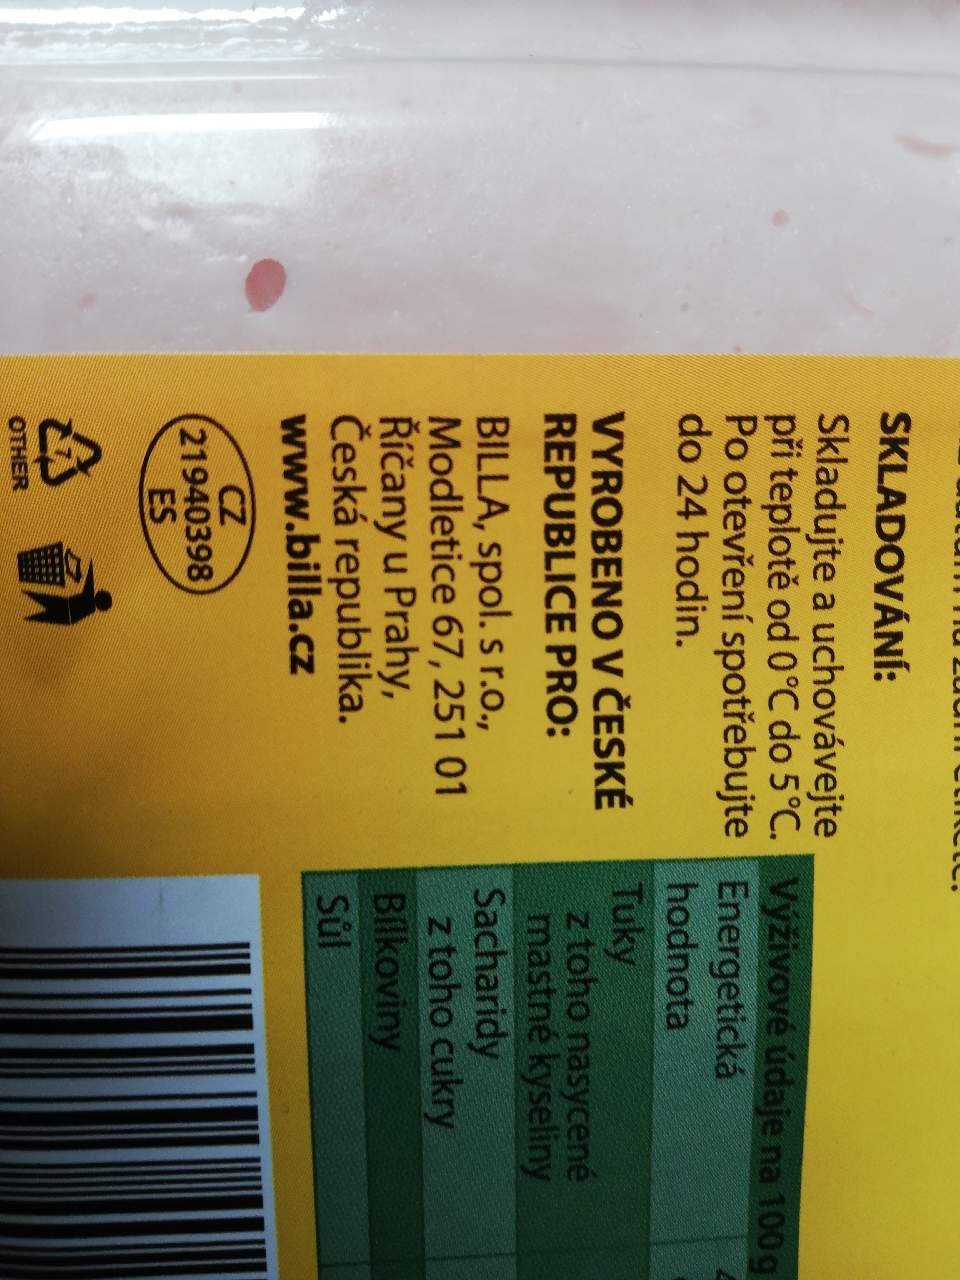 SKLADOVÁNÍ:
Skladujte a uchovávejte
při teplotě od 0°C do 5°C.
Po otevření spotřebujte
do 24 hodin.
VYROBENO V ČESKÉ
REPUBLICE PRO:
BILLA, spol. s r.o.,
Modletice 67, 251 01
Říčany u Prahy,
Česká republika.
www.billa.cz
CZ
21940398
ES
7
OTHER
Výživové údaje na 100g
Energetická
hodnota
Tuky
z toho nasycené
mastné kyseliny
Sacharidy
z toho cukry
Bílkoviny
Sůl